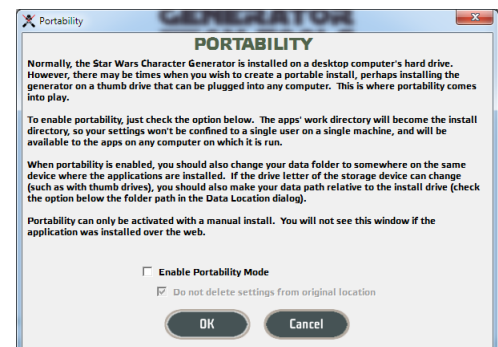 Portability
GENERATOR
PORTABILITY
Normally, the Star Wars Character Generator is installed on a desktop computer's hard drive.
However, there may be times when you wish to create a portable install, perhaps installing the
generator on a thumb drive that can be plugged into any computer.  This is where portability comes
into play.
To enable portability, just check the option below.  The apps' work directory will become the install
directory, so your settings won't be confined to a single user on a single machine, and will be
available to the apps on any computer on which it is run.
When portability is enabled, you should also change your data folder to somewhere on the same
device where the applications are installed.  If the drive letter of the storage device can change
(such as with thumb drives), you should also make your data path relative to the install drive (check
the option below the folder path in the Data Location dialog).
Portability can only be activated with a manual install.  You will not see this window if the
application was installed over the web.
Enable Portability Mode
Do not delete settings from original location
OK Cancel